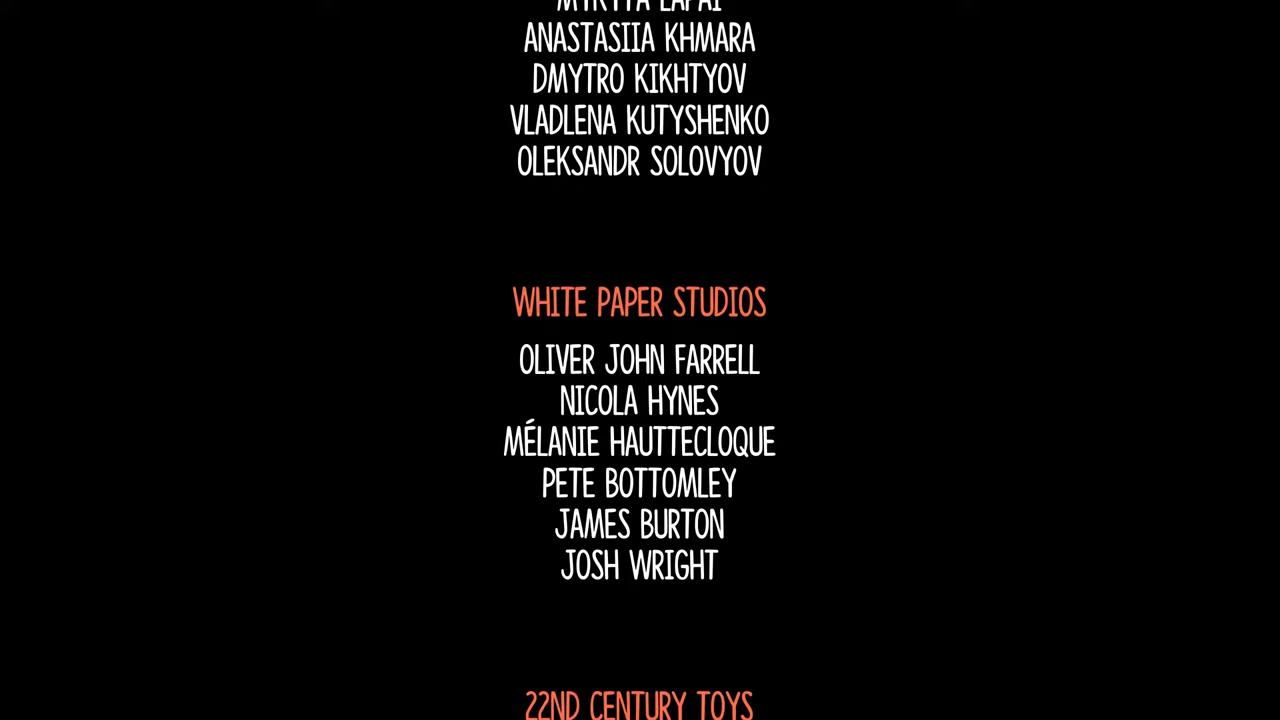 ANASTASIIA KHMARA
DMYTRO KIKHTYOV
VLADLENA KUTYSHENKO
OLEKSANDR SOLOVYOV
WHITE PAPER STUDIOS
OLIVER JOHN FARRELL
NICOLA HYNES
MÉLANIE HAUTTECLOQUE
PETE BOTTOMLEY
JAMES BURTON
JOSH WRIGHT
22ND CENTURY TOYS